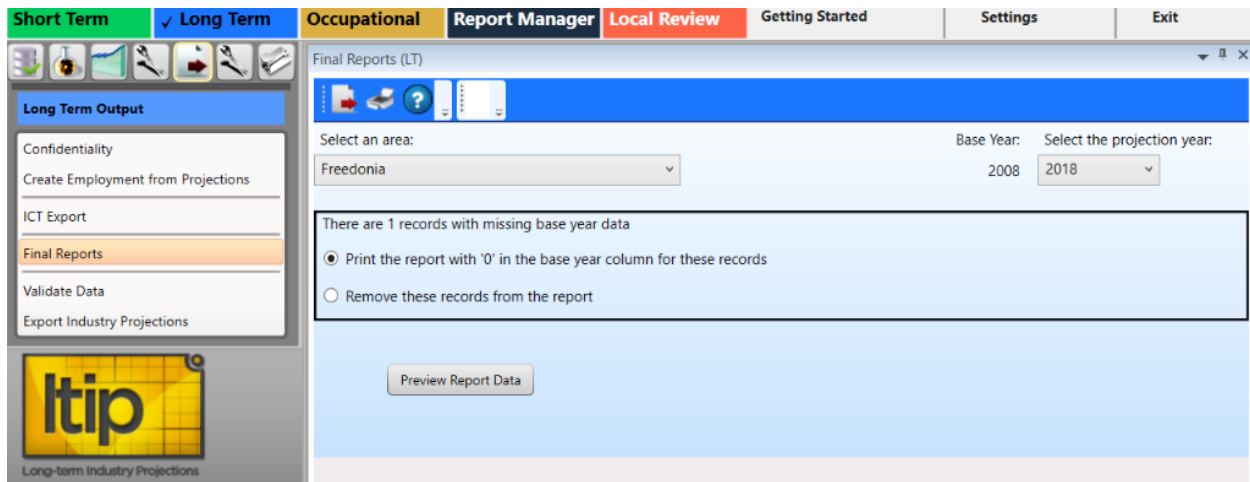 Short Term
✓ Long Term
Occupational
Report Manager
Local Review
Getting Started
Settings
Exit
Long Term Output
Confidentiality
Create Employment from Projections
ICT Export
Final Reports
Validate Data
Export Industry Projections
ltip
Long-term Industry Projections
Final Reports (LT)
?
Select an area:
Freedonia
Base Year:
2008
Select the projection year:
2018
There are 1 records with missing base year data
Print the report with '0' in the base year column for these records
Remove these records from the report
Preview Report Data